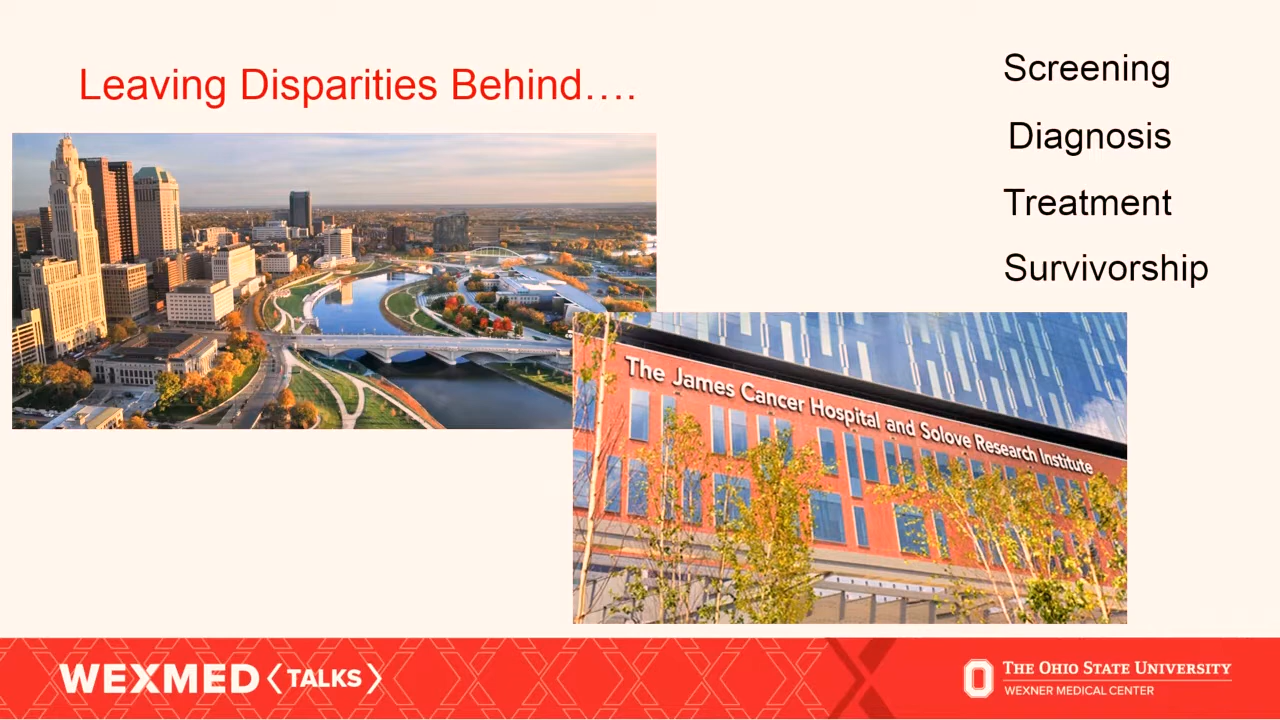 Leaving Disparities Behind….
Screening
Diagnosis
Treatment
Survivorship
The James Cancer Hospital and Solove Research Institute
WEXMED ⟨TALKS⟩
THE OHIO STATE UNIVERSITY
WEXNER MEDICAL CENTER